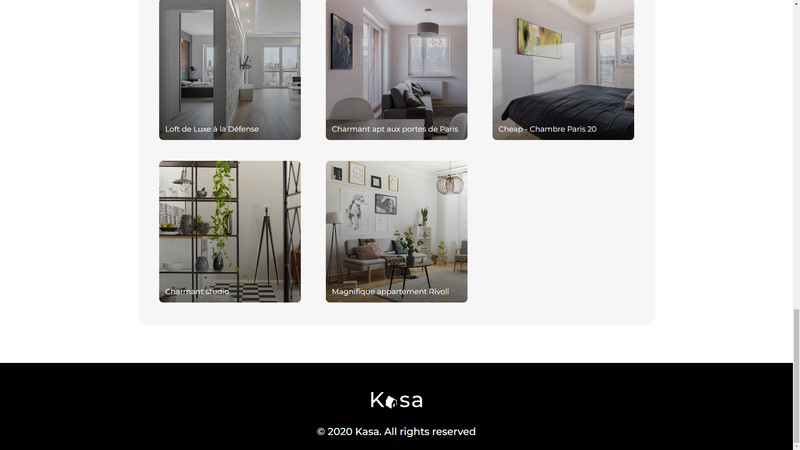 Loft de Luxe à la Défense
Charmant apt aux portes de Paris
Cheap - Chambre Paris 20
Charmant studio
Magnifique appartement Rivoli
Kasa
© 2020 Kasa. All rights reserved